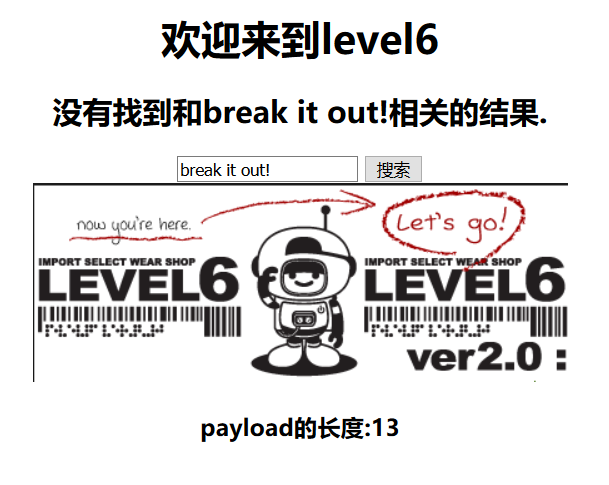 欢迎来到level6
没有找到和break it out!相关的结果.
break it out! 搜索
now you're here. Let's go!
IMPORT SELECT WEAR SHOP IMPORT SELECT WEAR SHOP
LEVEL6 LEVEL6
ver2.0 :
payload的长度:13